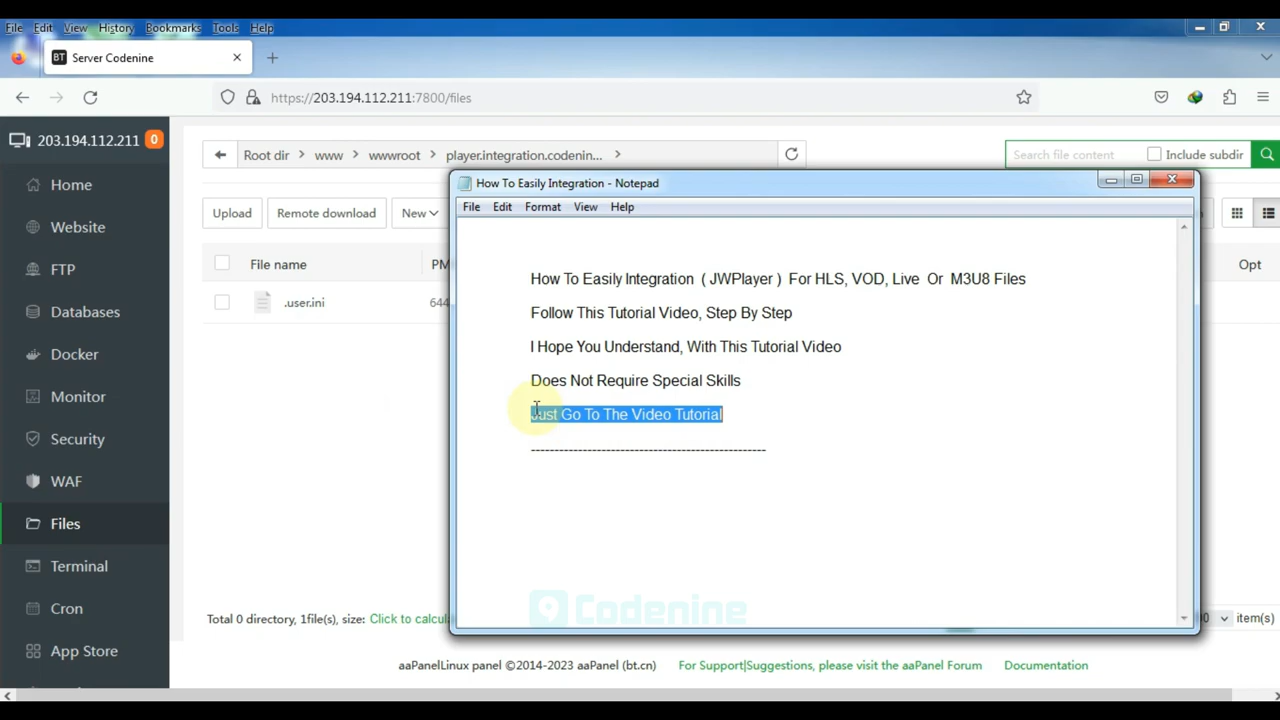 File Edit View History Bookmarks Tools Help
BT Server Codenine
https://203.194.112.211:7800/files
203.194.112.211 0
Root dir www wwwroot player.integration.codenin...
Search file content Include subdir
How To Easily Integration - Notepad
File Edit Format View Help
Home
Website
FTP
Databases
Docker
Monitor
Security
WAF
Files
Terminal
Cron
App Store
Upload Remote download New
File name PM Opt
.user.ini 644
How To Easily Integration ( JWPlayer ) For HLS, VOD, Live Or M3U8 Files
Follow This Tutorial Video, Step By Step
I Hope You Understand, With This Tutorial Video
Does Not Require Special Skills
Just Go To The Video Tutorial
--------------------------------------------------
Codenine
Total 0 directory, 1file(s), size: Click to calcul
item(s)
aaPanelLinux panel ©2014-2023 aaPanel (bt.cn) For Support|Suggestions, please visit the aaPanel Forum Documentation